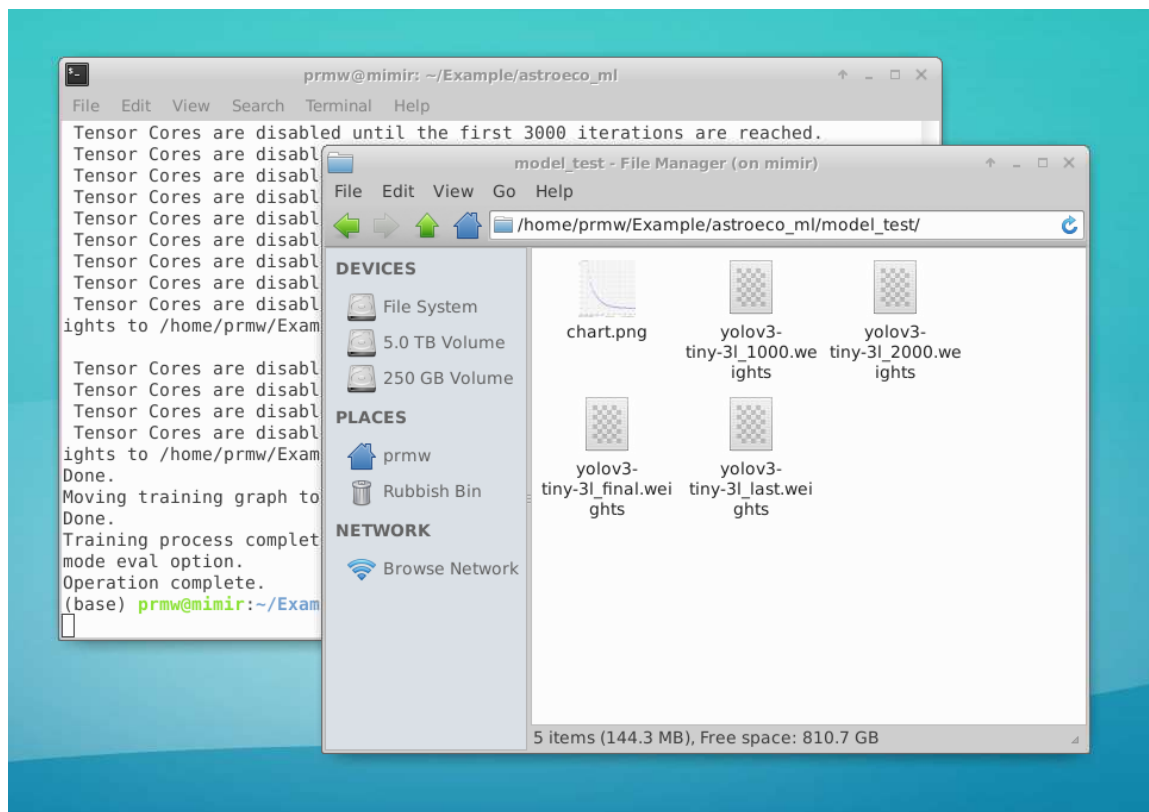 prmw@mimir: ~/Example/astroeco_ml
File Edit View Search Terminal Help
Tensor Cores are disabled until the first 3000 iterations are reached.
Tensor Cores are disabl
Tensor Cores are disabl
Tensor Cores are disabl
Tensor Cores are disabl
Tensor Cores are disabl
Tensor Cores are disabl
Tensor Cores are disabl
Tensor Cores are disabl
ights to /home/prmw/Exam
Tensor Cores are disabl
Tensor Cores are disabl
Tensor Cores are disabl
Tensor Cores are disabl
ights to /home/prmw/Exam
Done.
Moving training graph to
Done.
Training process complet
mode eval option.
Operation complete.
(base) prmw@mimir:~/Exam
model_test - File Manager (on mimir)
File Edit View Go Help
/home/prmw/Example/astroeco_ml/model_test/
DEVICES
File System
5.0 TB Volume
250 GB Volume
PLACES
prmw
Rubbish Bin
NETWORK
Browse Network
chart.png
yolov3-
tiny-3l_1000.we
ights
yolov3-
tiny-3l_2000.we
ights
yolov3-
tiny-3l_final.wei
ghts
yolov3-
tiny-3l_last.wei
ghts
5 items (144.3 MB), Free space: 810.7 GB